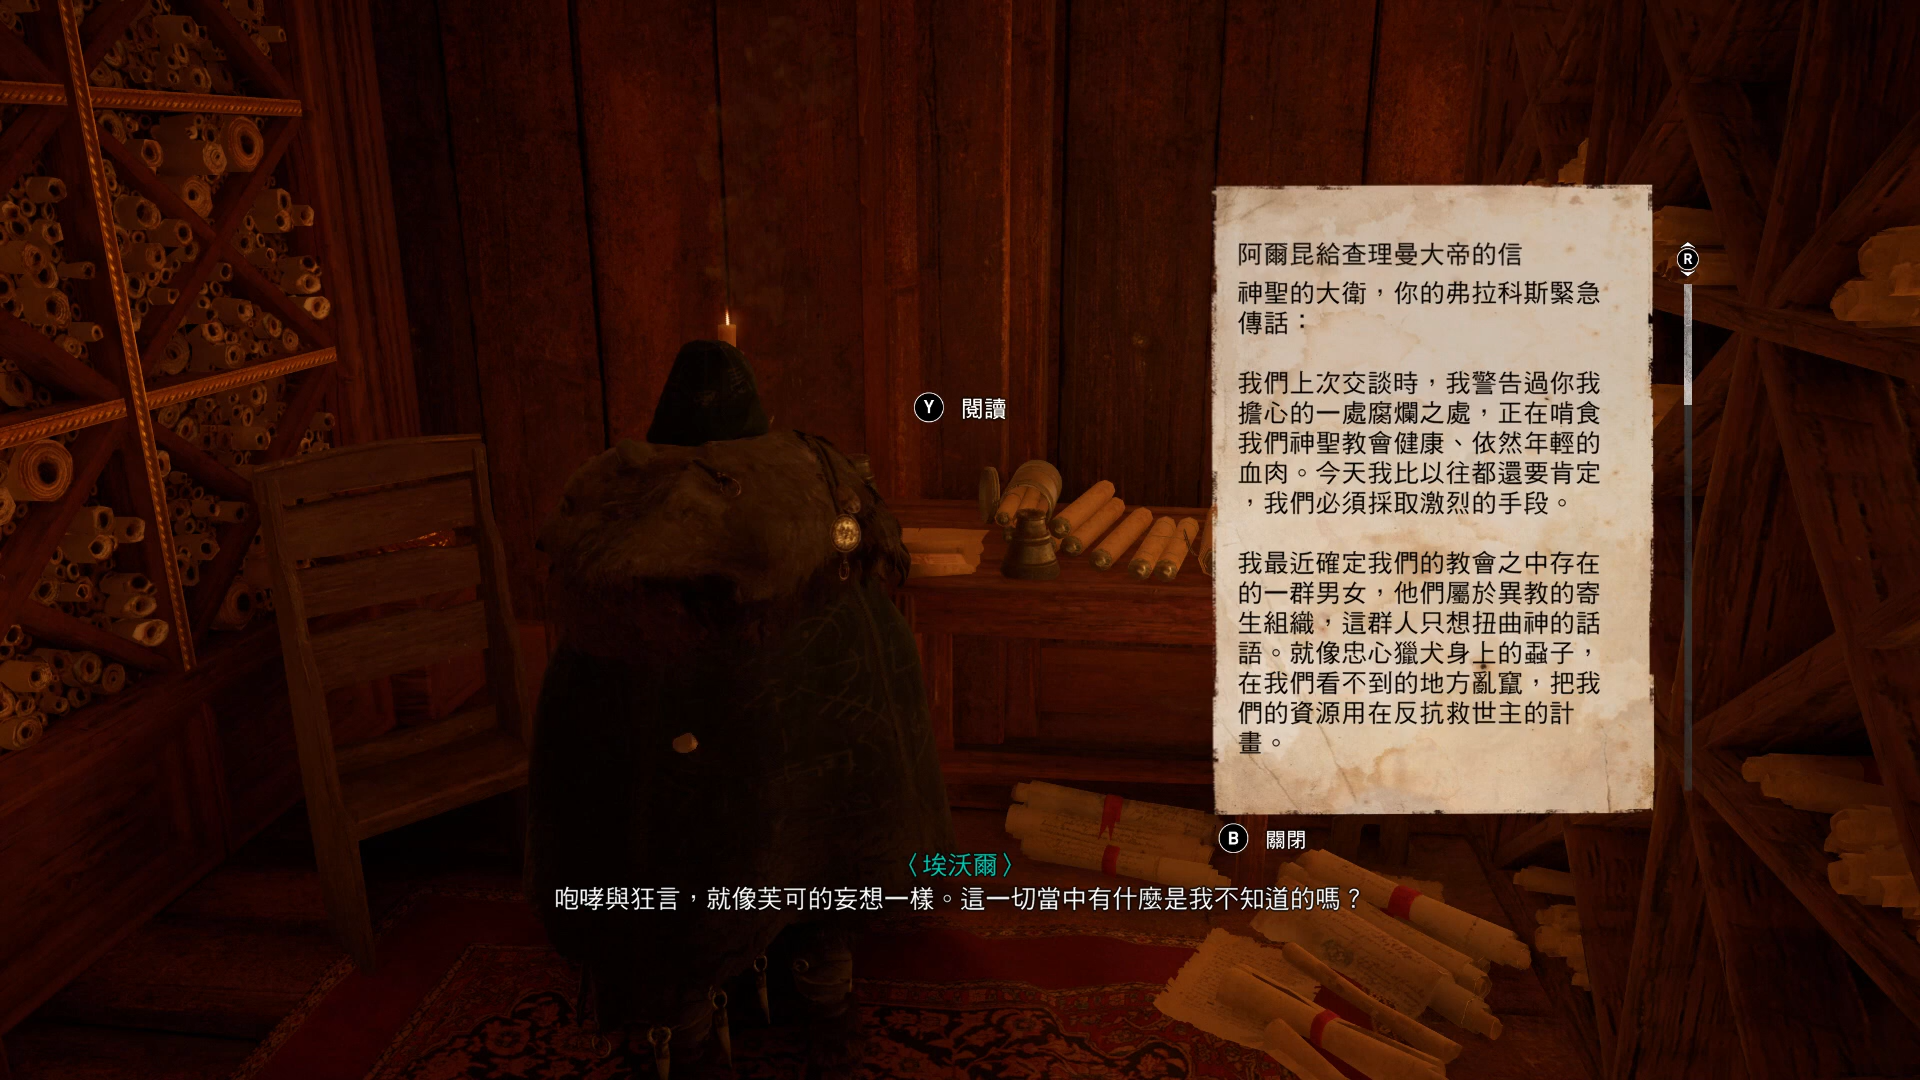 阿爾昆給查理曼大帝的信
神聖的大衛，你的弗拉科斯緊急
傳話：
我們上次交談時，我警告過你我
擔心的一處腐爛之處，正在啃食
我們神聖教會健康、依然年輕的
血肉。今天我比以往都還要肯定
，我們必須採取激烈的手段。
我最近確定我們的教會之中存在
的一群男女，他們屬於異教的寄
生組織，這群人只想扭曲神的話
語。就像忠心獵犬身上的蝨子，
在我們看不到的地方亂竄，把我
們的資源用在反抗救世主的計
畫。
R
Y 閱讀
B 關閉
〈埃沃爾〉
咆哮與狂言，就像芙可的妄想一樣。這一切當中有什麼是我不知道的嗎？